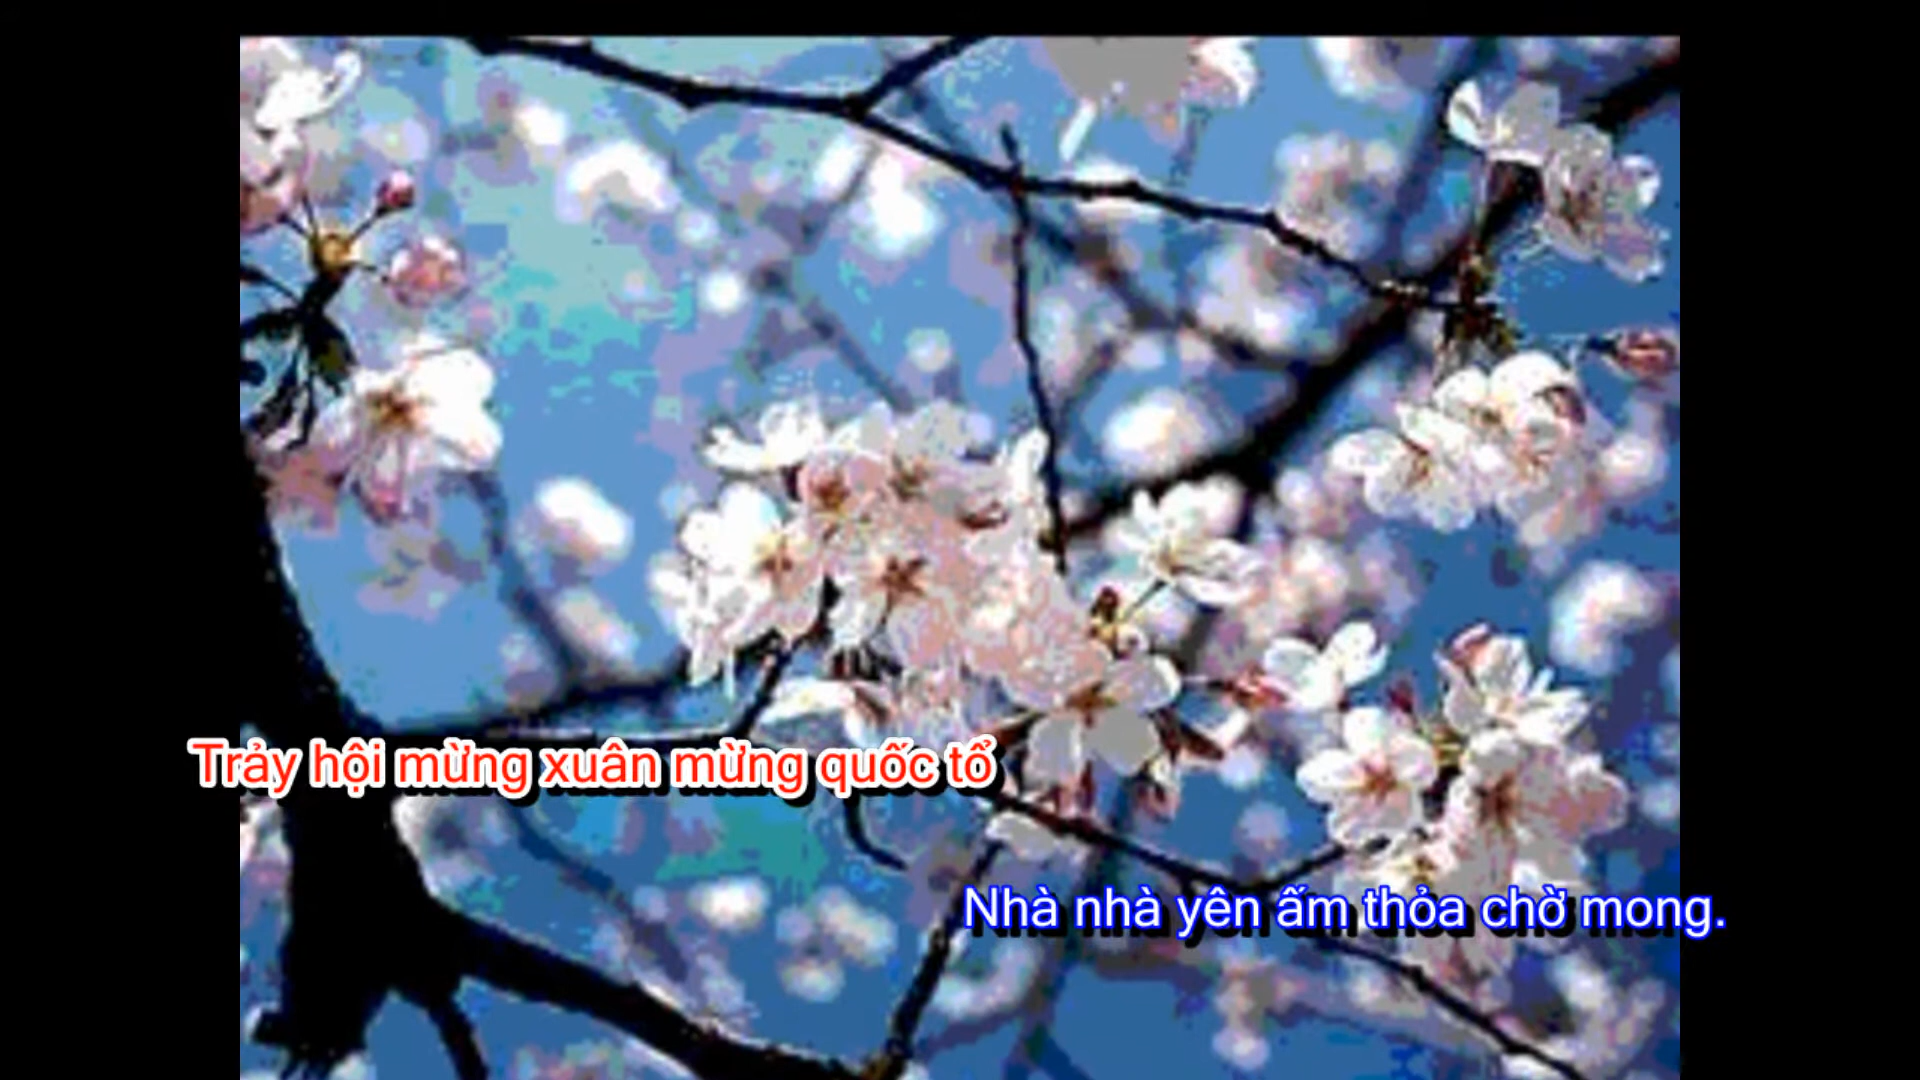 Trảy hội mừng xuân mừng quốc tổ
Nhà nhà yên ấm thỏa chờ mong.